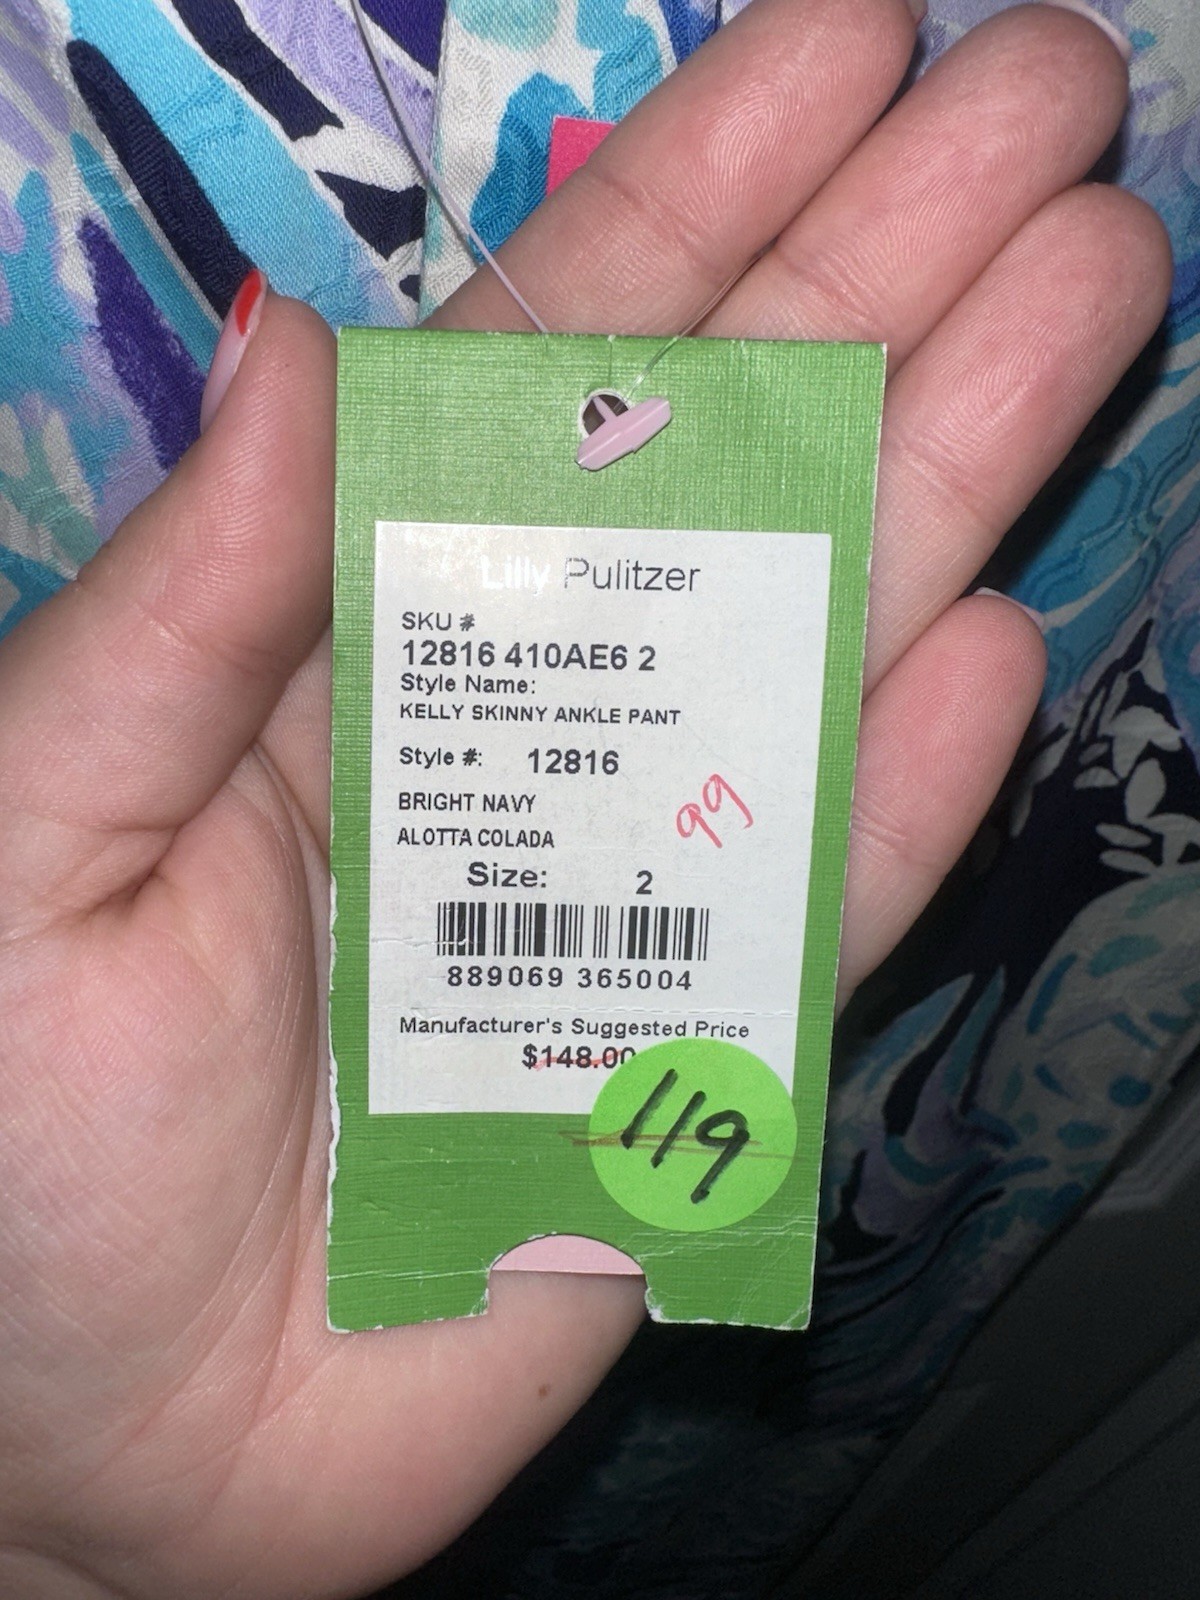 Lilly Pulitzer
SKU #
12816 410AE6 2
Style Name:
KELLY SKINNY ANKLE PANT
Style #: 12816
99
BRIGHT NAVY
ALOTTA COLADA
Size: 2
889069 365004
Manufacturer's Suggested Price
$148.00
119